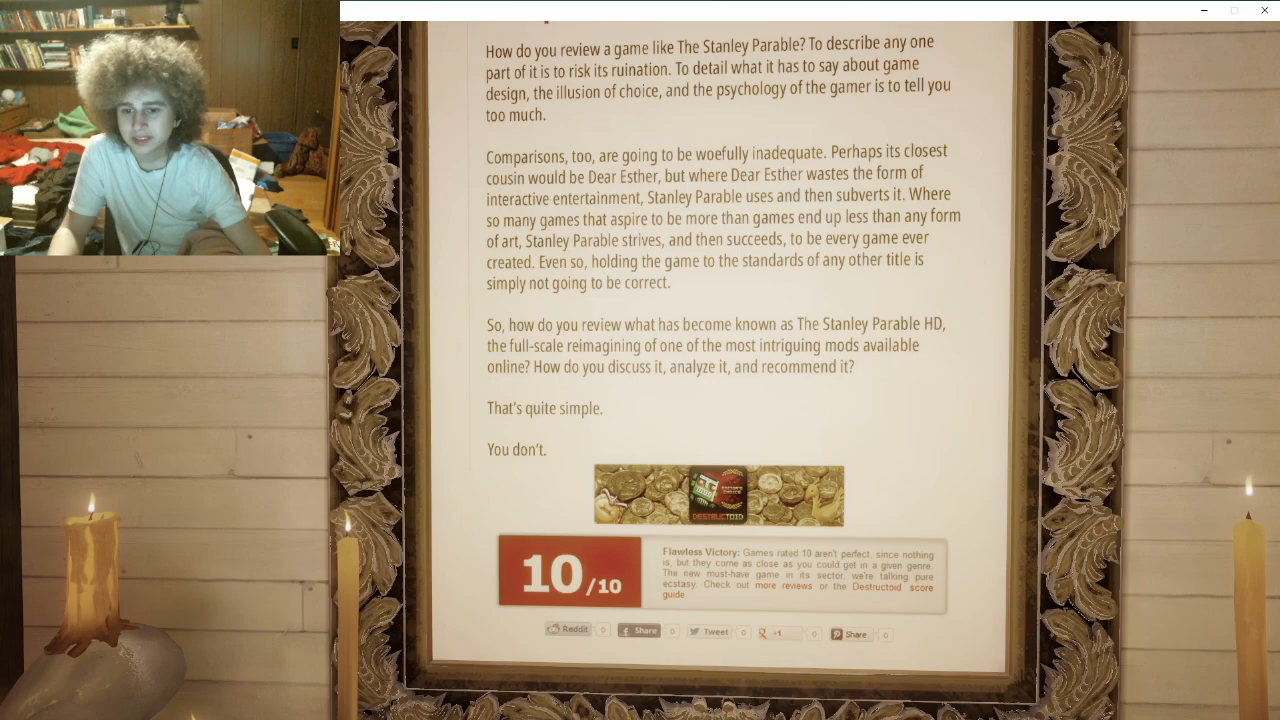 How do you review a game like The Stanley Parable? To describe any one
part of it is to risk its ruination. To detail what it has to say about game
design, the illusion of choice, and the psychology of the gamer is to tell you
too much.
Comparisons, too, are going to be woefully inadequate. Perhaps its closest
cousin would be Dear Esther, but where Dear Esther wastes the form of
interactive entertainment, Stanley Parable uses and then subverts it. Where
so many games that aspire to be more than games end up less than any form
of art, Stanley Parable strives, and then succeeds, to be every game ever
created. Even so, holding the game to the standards of any other title is
simply not going to be correct.
So, how do you review what has become known as The Stanley Parable HD,
the full-scale reimagining of one of the most intriguing mods available
online? How do you discuss it, analyze it, and recommend it?
That's quite simple.
You don't.
DESTRUCTOID
10/10
Flawless Victory: Games rated 10 aren't perfect, since nothing
is, but they come as close as you could get in a given genre.
The new must-have game in its sector, we're talking pure
ecstasy. Check out more reviews or the Destructoid score
guide.
Reddit 0 Share 0 Tweet 0 +1 0 Share 0